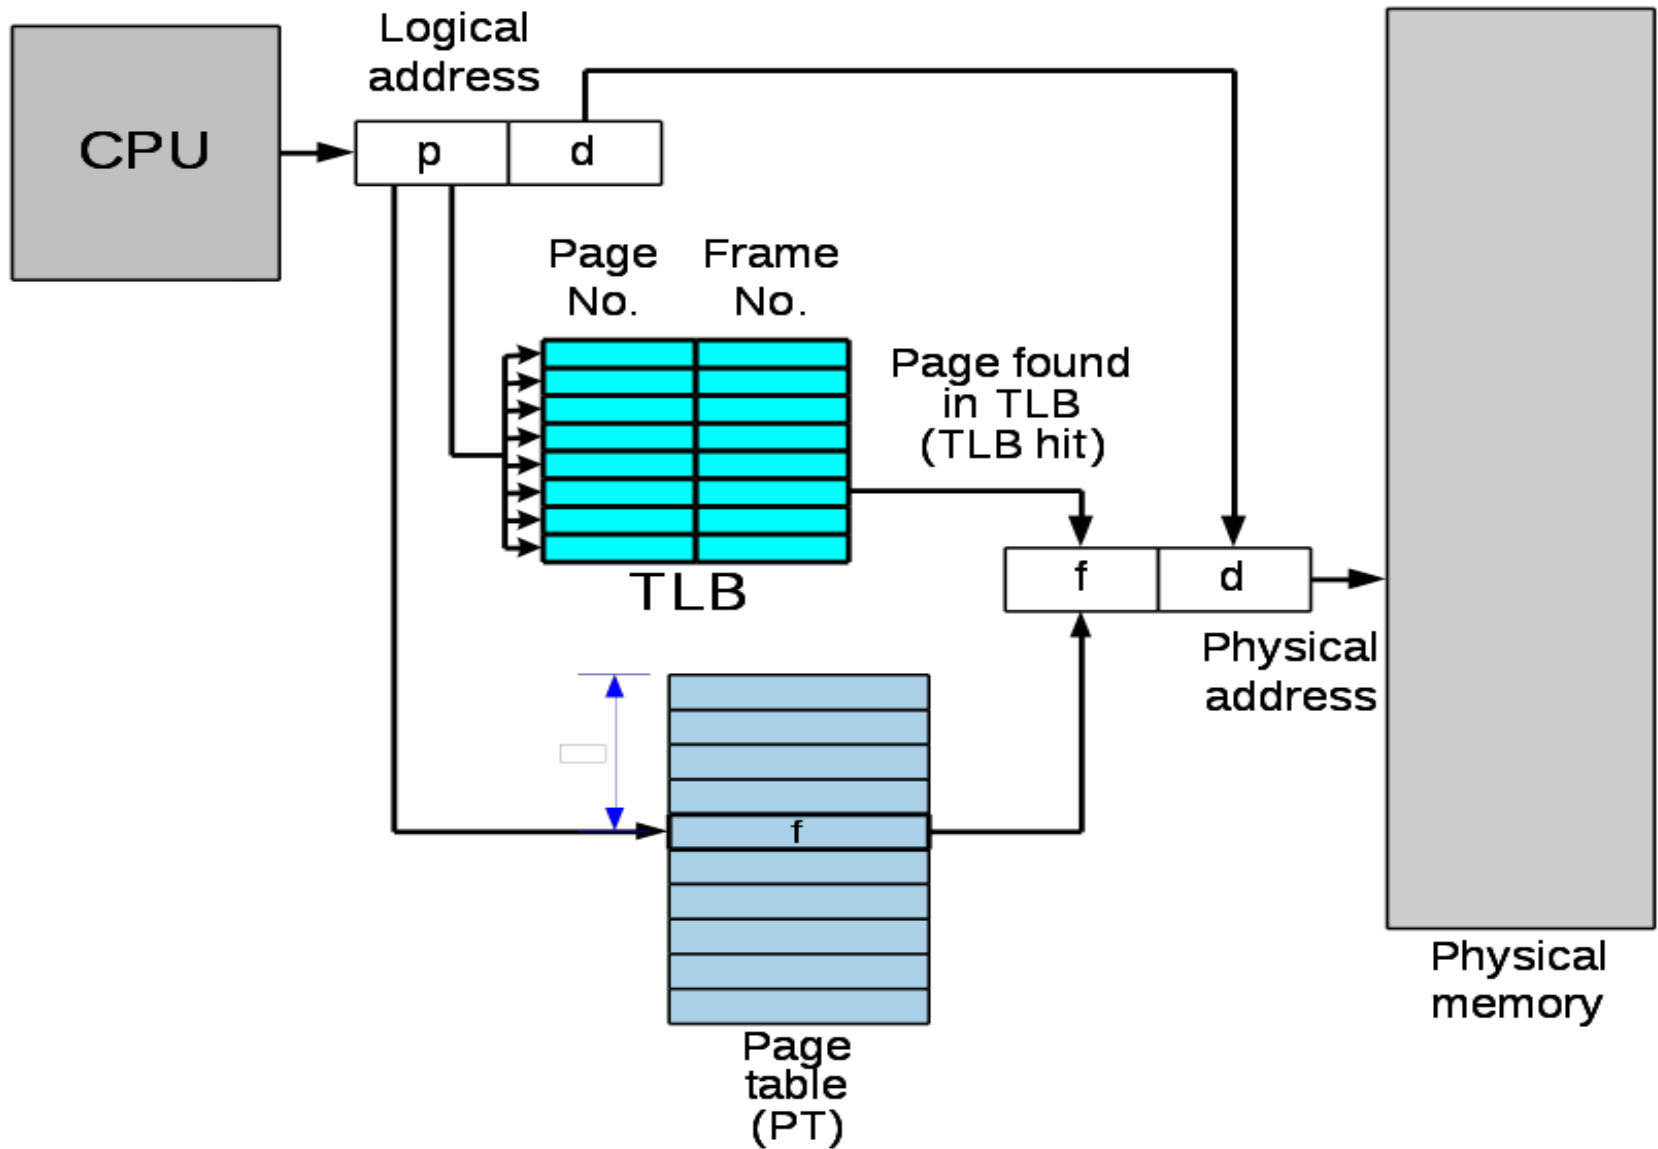 Logical
address
CPU
p
d
Page
No.
Frame
No.
Page found
in TLB
(TLB hit)
TLB
f
d
Physical
address
f
Page
table
(PT)
Physical
memory